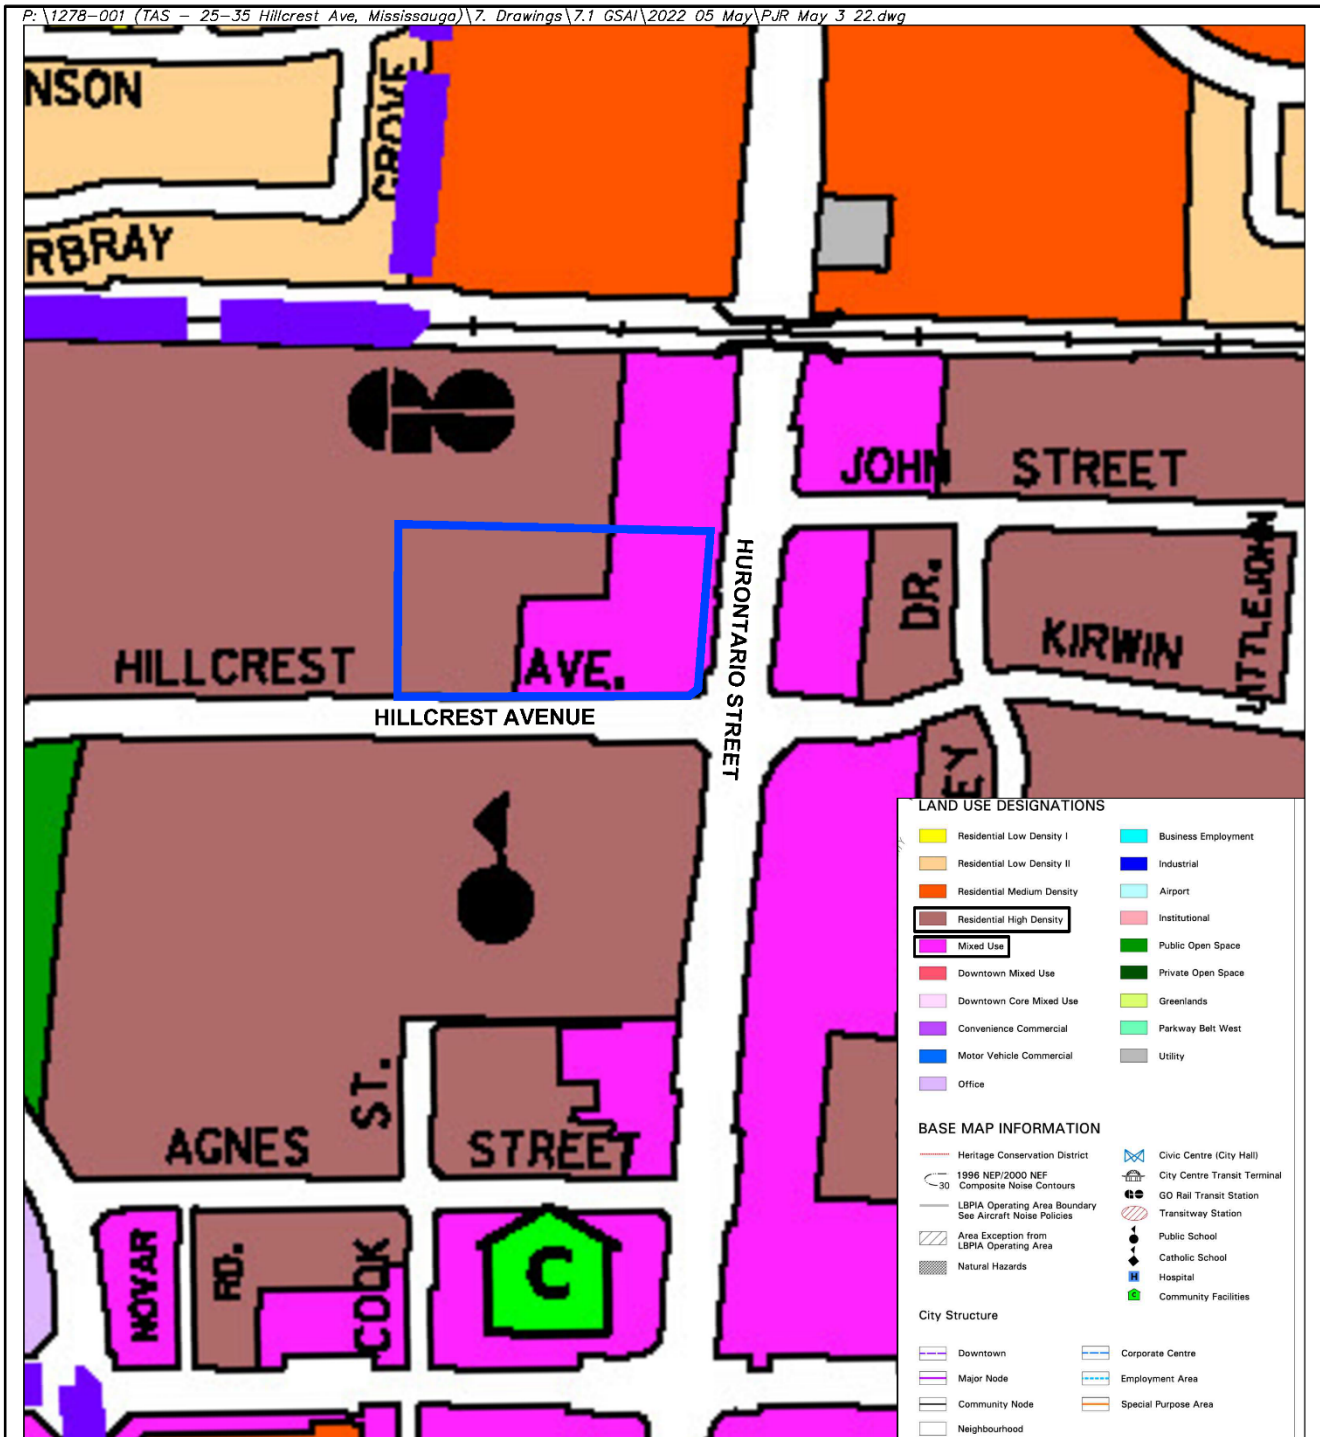 P: \1278-001 (TAS - 25-35 Hillcrest Ave, Mississauga)\7. Drawings\7.1 GSAI\2022 05 May\PJR May 3 22.dwg
NSON
GROVE
RBRAY
JOHN STREET
HURONTARIO STREET
DR.
KIRWIN
LITTLEJOHN
HILLCREST AVE.
HILLCREST AVENUE
EY
ST.
AGNES STREET
NOVAR
RD.
COOK
C
LAND USE DESIGNATIONS
Residential Low Density I
Residential Low Density II
Residential Medium Density
Residential High Density
Mixed Use
Downtown Mixed Use
Downtown Core Mixed Use
Convenience Commercial
Motor Vehicle Commercial
Office
Business Employment
Industrial
Airport
Institutional
Public Open Space
Private Open Space
Greenlands
Parkway Belt West
Utility
BASE MAP INFORMATION
Heritage Conservation District
30
1996 NEP/2000 NEF
Composite Noise Contours
LBPIA Operating Area Boundary
See Aircraft Noise Policies
Area Exception from
LBPIA Operating Area
Natural Hazards
Civic Centre (City Hall)
City Centre Transit Terminal
GO Rail Transit Station
Transitway Station
Public School
Catholic School
H
Hospital
C
Community Facilities
City Structure
Downtown
Major Node
Community Node
Neighbourhood
Corporate Centre
Employment Area
Special Purpose Area